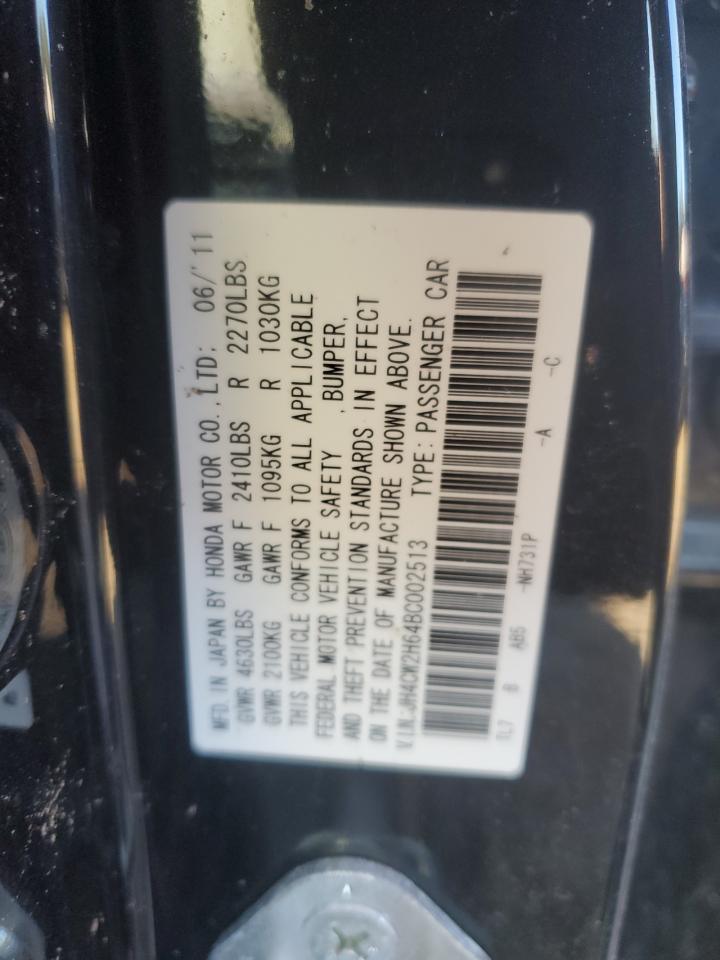 MFD. IN JAPAN BY HONDA MOTOR CO., LTD; 06/'11
GVWR 4630LBS GAWR F 2410LBS R 2270LBS
GVWR 2100KG GAWR F 1095KG R 1030KG
THIS VEHICLE CONFORMS TO ALL APPLICABLE
FEDERAL MOTOR VEHICLE SAFETY ,BUMPER,
AND THEFT PREVENTION STANDARDS IN EFFECT
ON THE DATE OF MANUFACTURE SHOWN ABOVE.
V.I.N.:JH4CW2H64BC002513 TYPE: PASSENGER CAR
TL7 B AB5 -NH731P -A -C